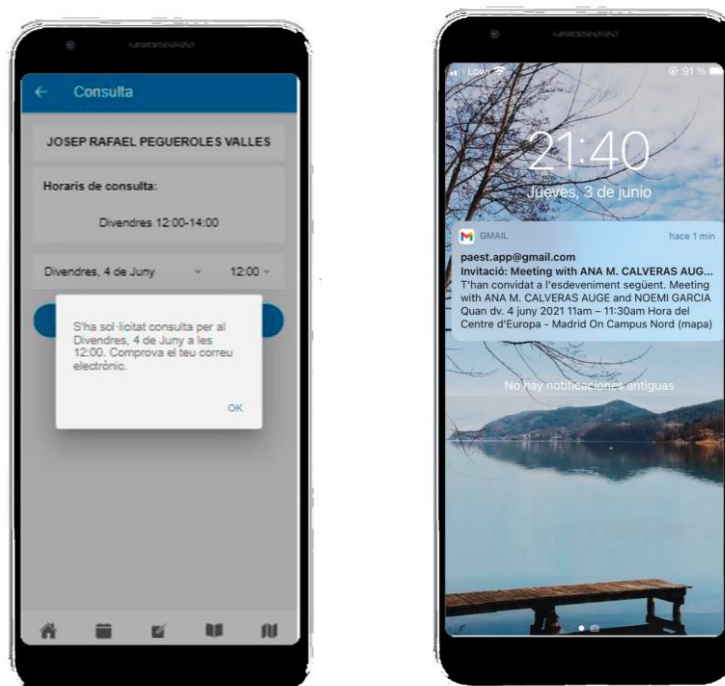 Consulta
JOSEP RAFAEL PEGUEROLES VALLES
Horaris de consulta:
Divendres 12:00-14:00
Divendres, 4 de Juny 12:00
S'ha sol·licitat consulta per al
Divendres, 4 de Juny a les
12:00. Comprova el teu correu
electrònic.
OK
Lowi 91 %
21:40
Jueves, 3 de junio
GMAIL hace 1 min
paest.app@gmail.com
Invitació: Meeting with ANA M. CALVERAS AUG...
T'han convidat a l'esdeveniment següent. Meeting
with ANA M. CALVERAS AUGE and NOEMI GARCIA
Quan dv. 4 juny 2021 11am – 11:30am Hora del
Centre d'Europa - Madrid On Campus Nord (mapa)
No hay notificaciones antiguas